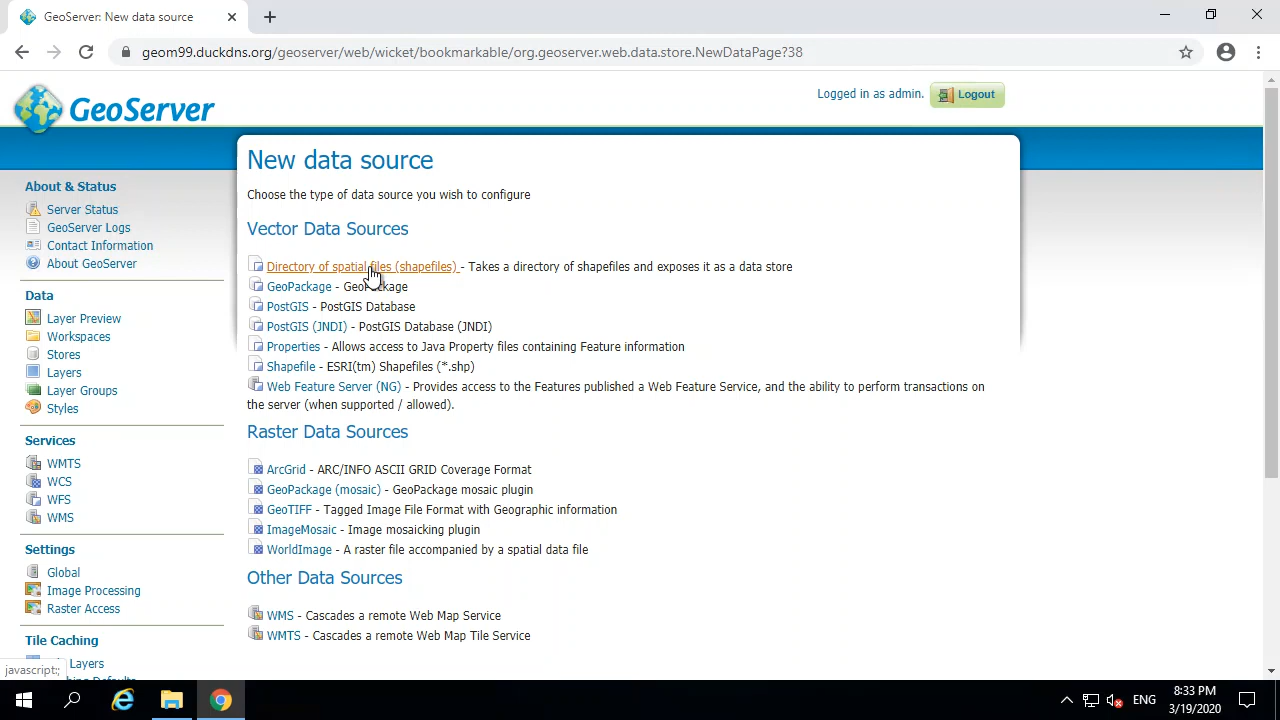 GeoServer: New data source
geom99.duckdns.org/geoserver/web/wicket/bookmarkable/org.geoserver.web.data.store.NewDataPage?38
GeoServer
Logged in as admin.
Logout
About & Status
Server Status
GeoServer Logs
Contact Information
About GeoServer
Data
Layer Preview
Workspaces
Stores
Layers
Layer Groups
Styles
Services
WMTS
WCS
WFS
WMS
Settings
Global
Image Processing
Raster Access
Tile Caching
Layers
Defaults
New data source
Choose the type of data source you wish to configure
Vector Data Sources
Directory of spatial files (shapefiles) - Takes a directory of shapefiles and exposes it as a data store
GeoPackage - GeoPackage
PostGIS - PostGIS Database
PostGIS (JNDI) - PostGIS Database (JNDI)
Properties - Allows access to Java Property files containing Feature information
Shapefile - ESRI(tm) Shapefiles (*.shp)
Web Feature Server (NG) - Provides access to the Features published a Web Feature Service, and the ability to perform transactions
on the server (when supported / allowed).
Raster Data Sources
ArcGrid - ARC/INFO ASCII GRID Coverage Format
GeoPackage (mosaic) - GeoPackage mosaic plugin
GeoTIFF - Tagged Image File Format with Geographic information
ImageMosaic - Image mosaicking plugin
WorldImage - A raster file accompanied by a spatial data file
Other Data Sources
WMS - Cascades a remote Web Map Service
WMTS - Cascades a remote Web Map Tile Service
javascript:;
ENG
8:33 PM
3/19/2020